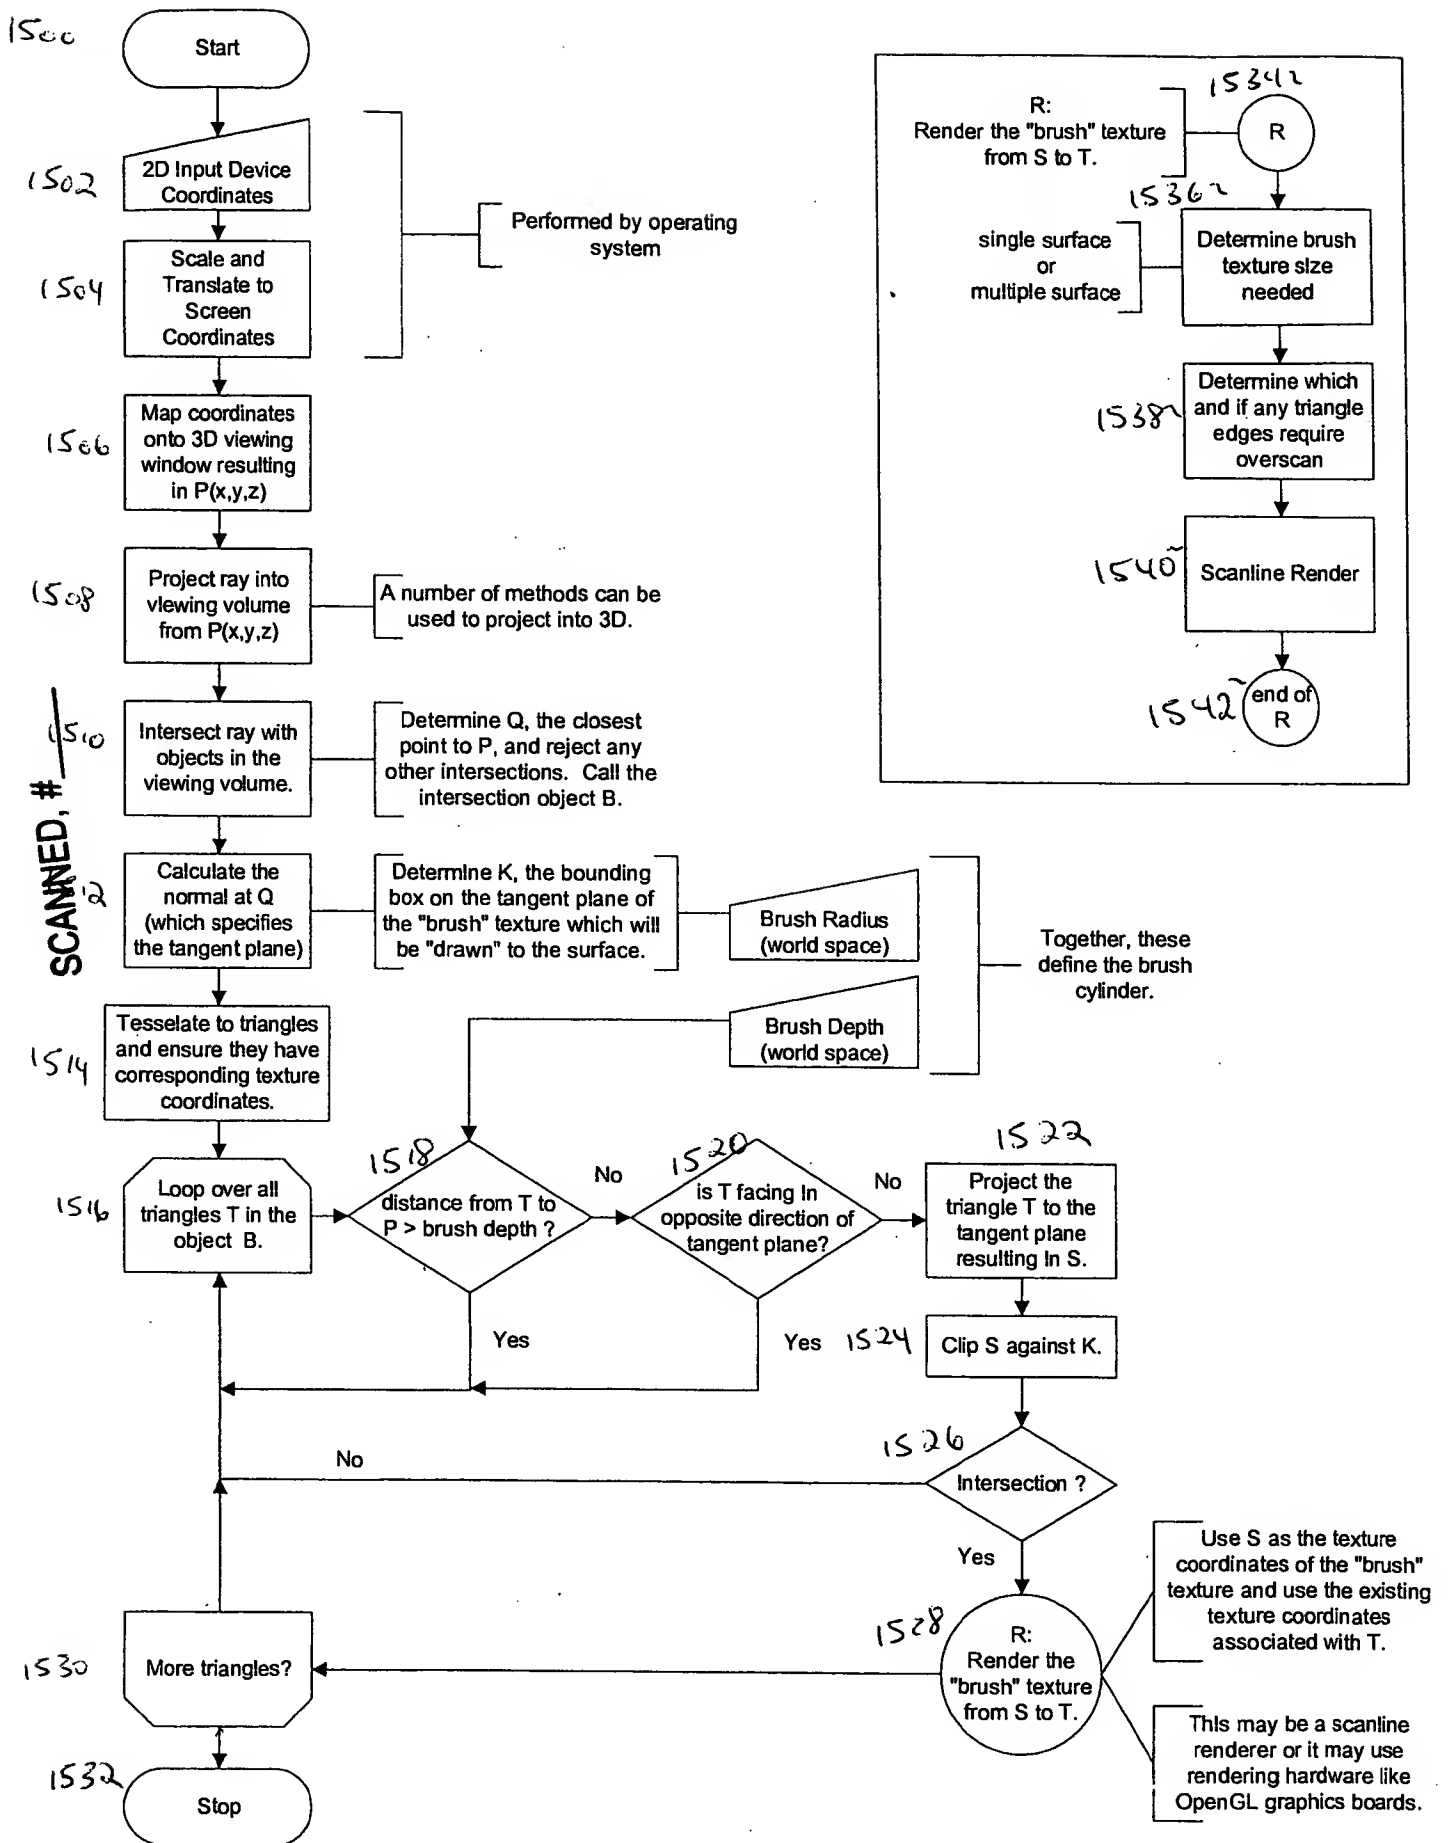 1500
Start
1502
2D Input Device
Coordinates
1504
Scale and
Translate to
Screen
Coordinates
Performed by operating
system
1506
Map coordinates
onto 3D viewing
window resulting
in P(x,y,z)
1508
Project ray into
viewing volume
from P(x,y,z)
A number of methods can be
used to project into 3D.
1510
Intersect ray with
objects in the
viewing volume.
Determine Q, the closest
point to P, and reject any
other intersections. Call the
intersection object B.
SCANNED, #
12
Calculate the
normal at Q
(which specifies
the tangent plane)
Determine K, the bounding
box on the tangent plane of
the "brush" texture which will
be "drawn" to the surface.
Brush Radius
(world space)
Brush Depth
(world space)
Together, these
define the brush
cylinder.
1514
Tesselate to triangles
and ensure they have
corresponding texture
coordinates.
1516
Loop over all
triangles T in the
object B.
1518
distance from T to
P > brush depth ?
No
Yes
1520
is T facing in
opposite direction of
tangent plane?
No
Yes
1522
Project the
triangle T to the
tangent plane
resulting in S.
1524
Clip S against K.
1526
Intersection ?
No
Yes
1528
R:
Render the
"brush" texture
from S to T.
Use S as the texture
coordinates of the "brush"
texture and use the existing
texture coordinates
associated with T.
This may be a scanline
renderer or it may use
rendering hardware like
OpenGL graphics boards.
1530
More triangles?
1532
Stop
R:
Render the "brush" texture
from S to T.
1534
R
1536
single surface
or
multiple surface
Determine brush
texture size
needed
1538
Determine which
and if any triangle
edges require
overscan
1540
Scanline Render
1542
end of
R